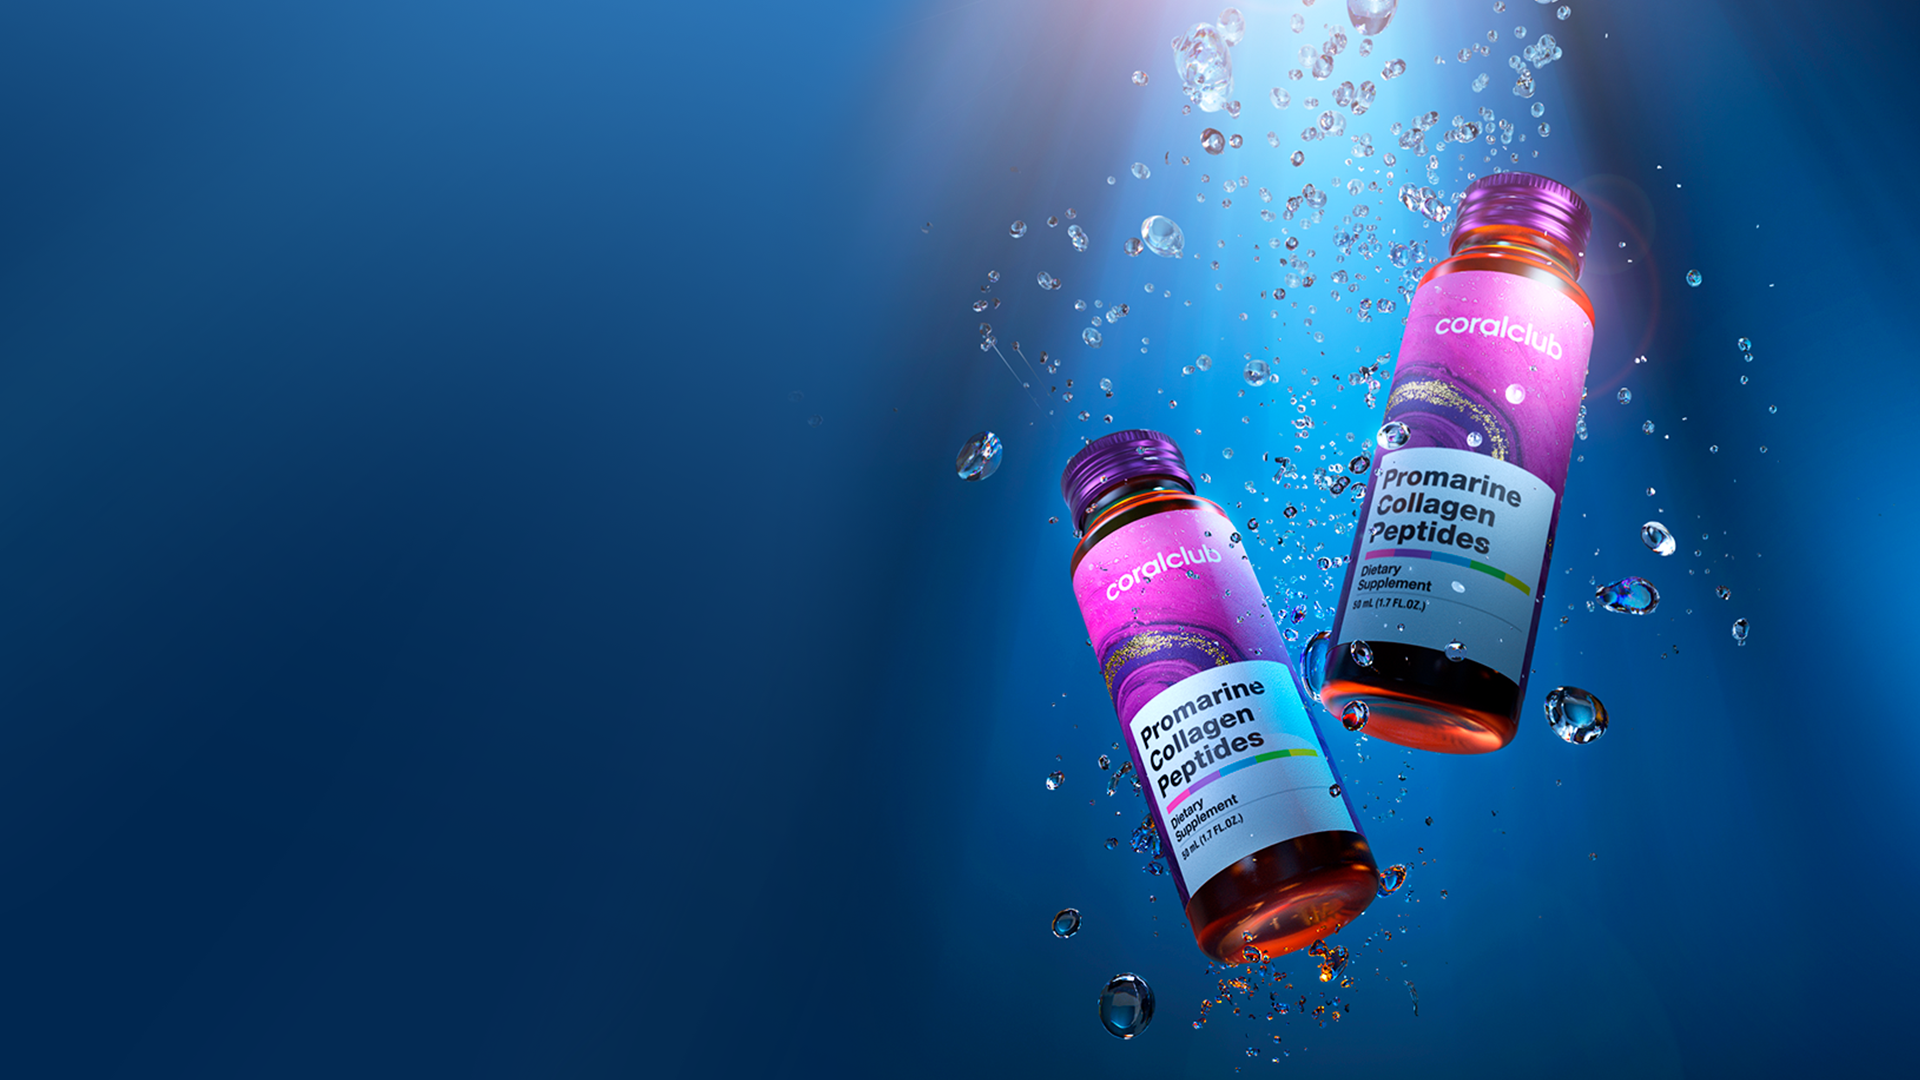 coralclub
Promarine
Collagen
Peptides
Dietary
Supplement
50 mL (1.7 FL.OZ.)
coralclub
Promarine
Collagen
Peptides
Dietary
Supplement
50 mL (1.7 FL.OZ.)